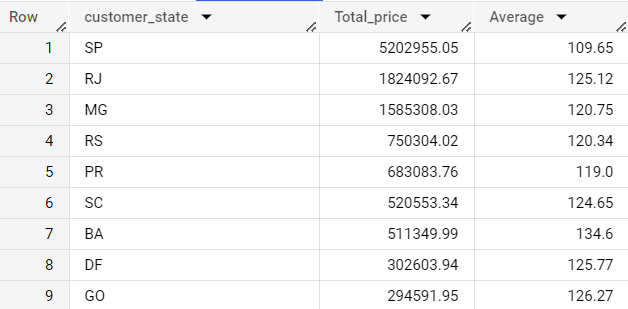 Row customer_state Total_price Average
1 SP 5202955.05 109.65
2 RJ 1824092.67 125.12
3 MG 1585308.03 120.75
4 RS 750304.02 120.34
5 PR 683083.76 119.0
6 SC 520553.34 124.65
7 BA 511349.99 134.6
8 DF 302603.94 125.77
9 GO 294591.95 126.27